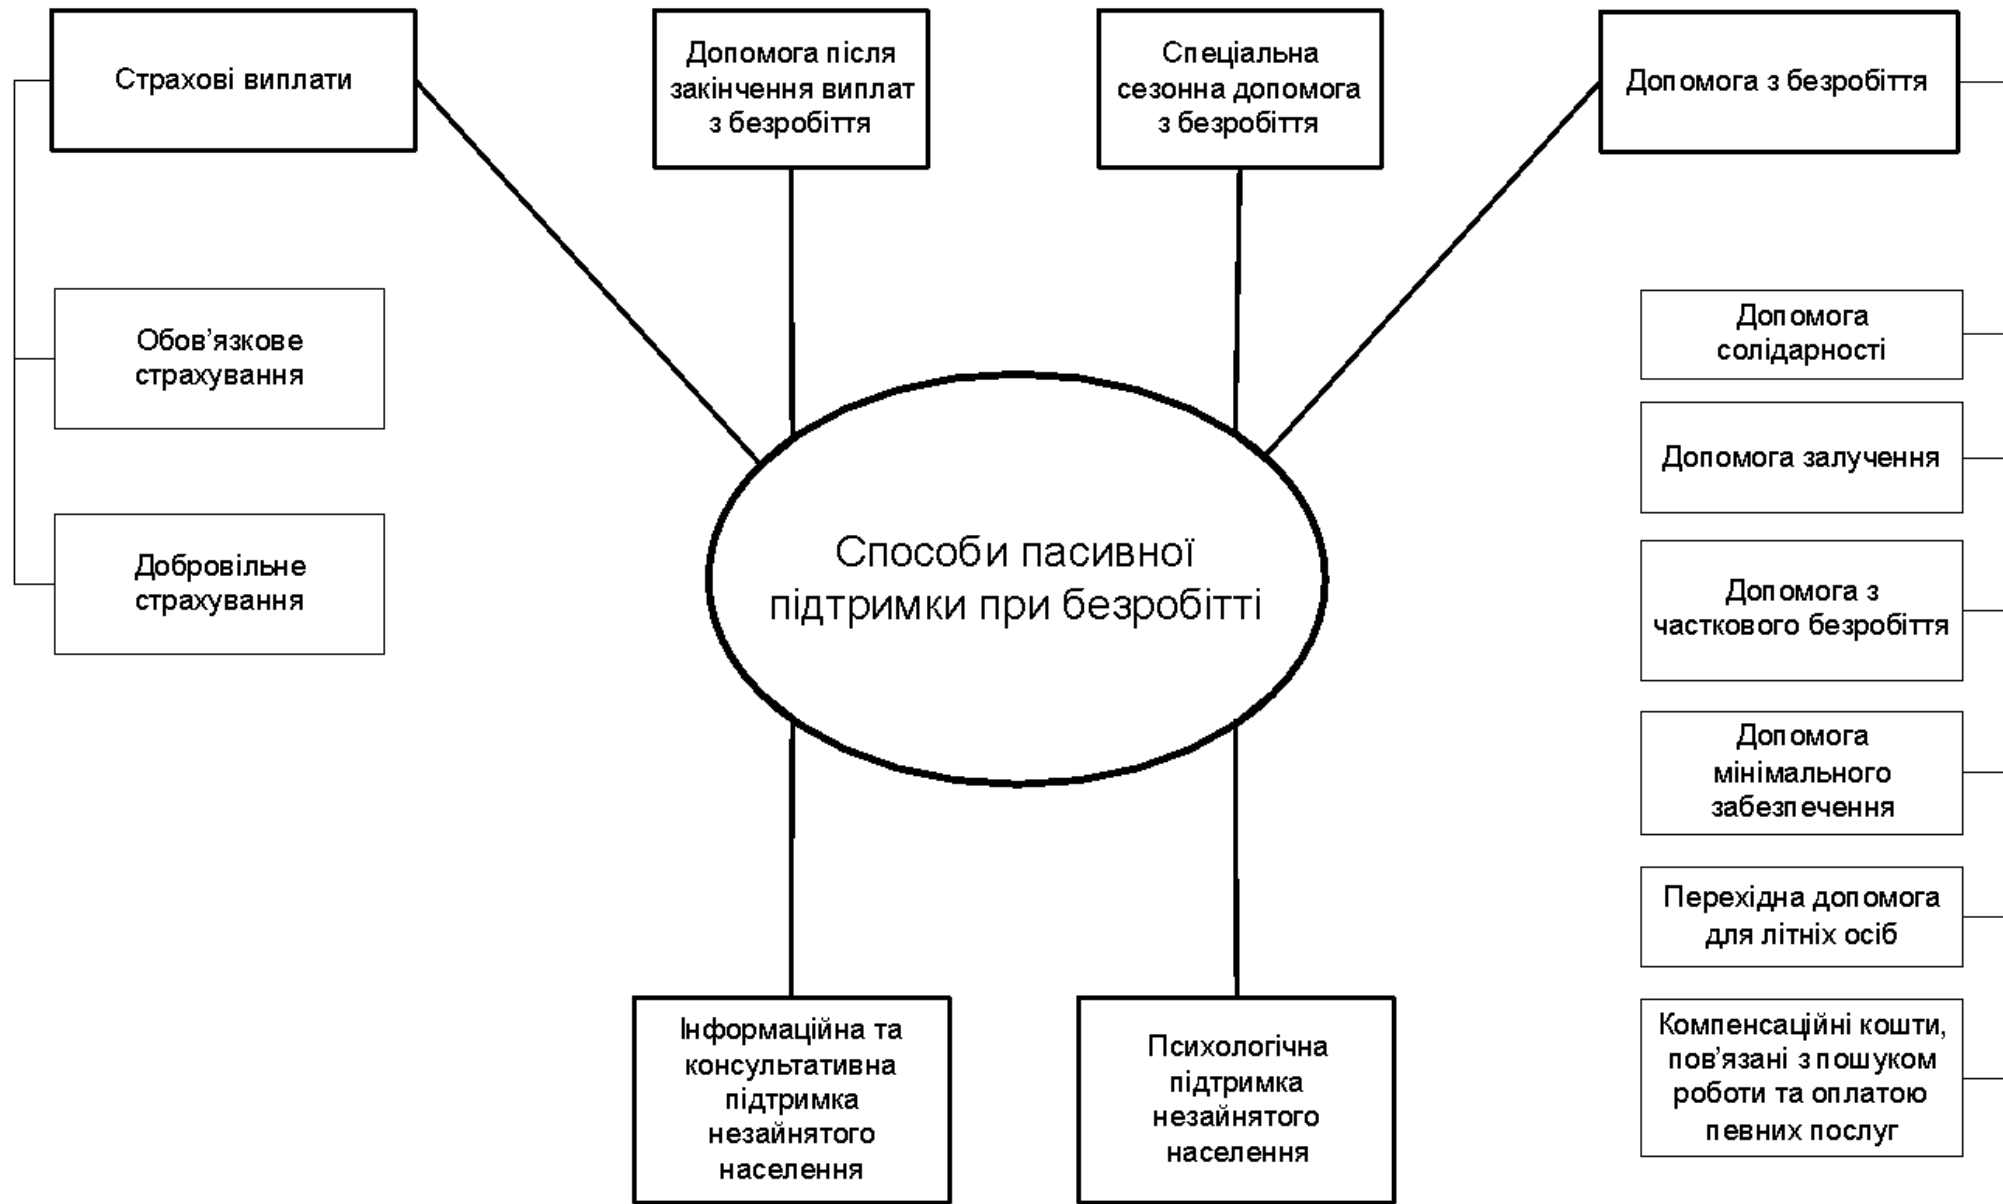 Страхові виплати
Допомога після
закінчення виплат
з безробіття
Спеціальна
сезонна допомога
з безробіття
Допомога з безробіття
Обов’язкове
страхування
Добровільне
страхування
Способи пасивної
підтримки при безробітті
Допомога
солідарності
Допомога залучення
Допомога з
часткового безробіття
Допомога
мінімального
забезпечення
Перехідна допомога
для літніх осіб
Компенсаційні кошти,
пов’язані з пошуком
роботи та оплатою
певних послуг
Інформаційна та
консультативна
підтримка
незайнятого
населення
Психологічна
підтримка
незайнятого
населення